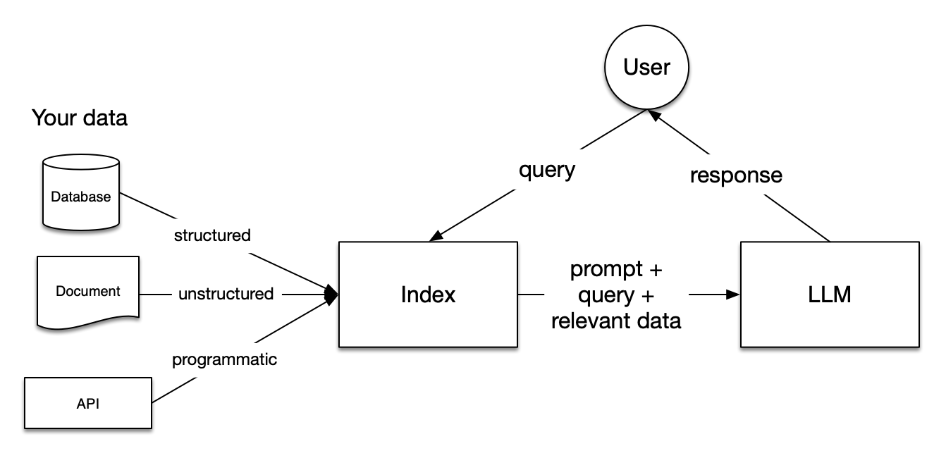 User
Your data
Database
query
response
structured
Document
unstructured
Index
prompt +
query +
relevant data
LLM
programmatic
API